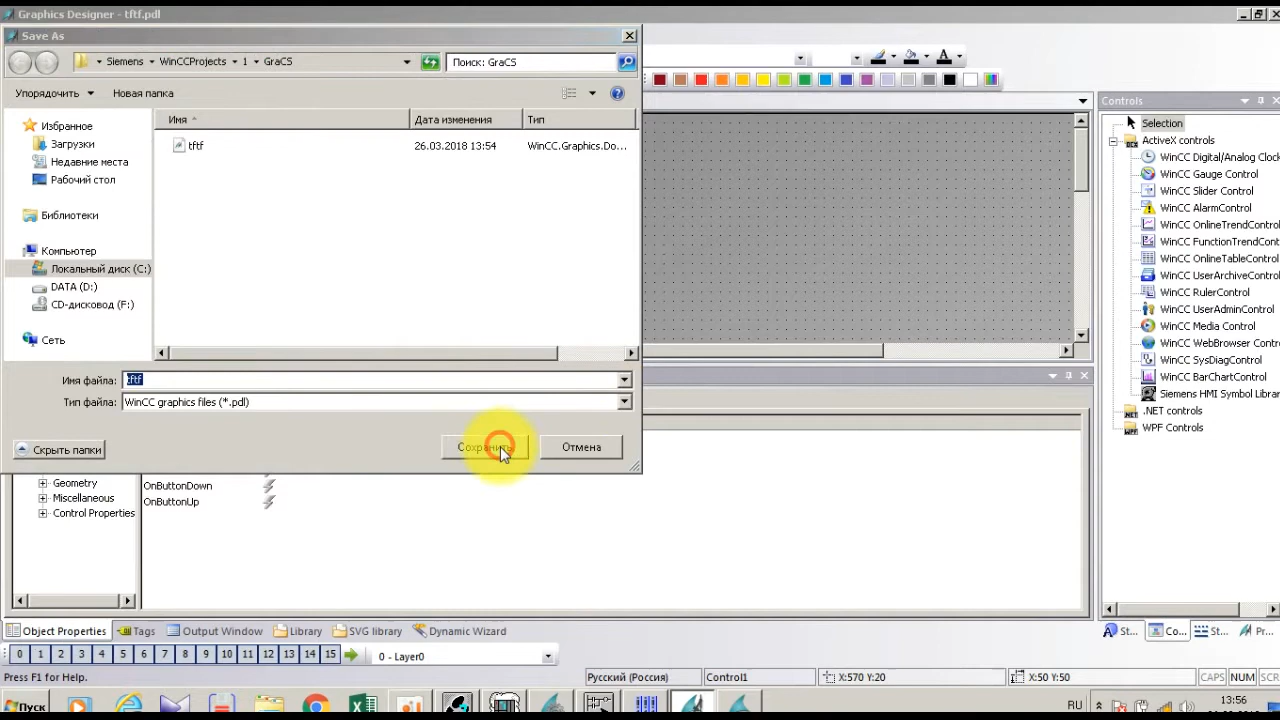 Graphics Designer - tftf.pdl
Save As
Siemens
WinCCProjects
1
GraCS
Поиск: GraCS
Упорядочить
Новая папка
Имя
Дата изменения
Тип
tftf
WinCC.Graphics.Do...
Избранное
Загрузки
Недавние места
Рабочий стол
Библиотеки
Компьютер
Локальный диск (C:)
DATA (D:)
CD-дисковод (F:)
Сеть
Имя файла:
tftf
Тип файла:
WinCC graphics files (*.pdl)
Скрыть папки
Сохранить
Отмена
Controls
Selection
ActiveX controls
WinCC Digital/Analog Clock
WinCC Gauge Control
WinCC Slider Control
WinCC AlarmControl
WinCC OnlineTrendControl
WinCC FunctionTrendCont
WinCC OnlineTableControl
WinCC UserArchiveControl
WinCC RulerControl
WinCC UserAdminControl
WinCC Media Control
WinCC WebBrowser Control
WinCC SysDiagControl
WinCC BarChartControl
Siemens HMI Symbol Librar
.NET controls
WPF Controls
Geometry
Miscellaneous
Control Properties
OnButtonDown
OnButtonUp
Object Properties
Tags
Output Window
Library
SVG library
Dynamic Wizard
St...
Co...
St...
Pr...
0 1 2 3 4 5 6 7 8 9 10 11 12 13 14 15
0 - Layer0
Press F1 for Help.
Русский (Россия)
Control1
X:570 Y:20
X:50 Y:50
CAPS
NUM
SCR
Пуск
RU
13:56